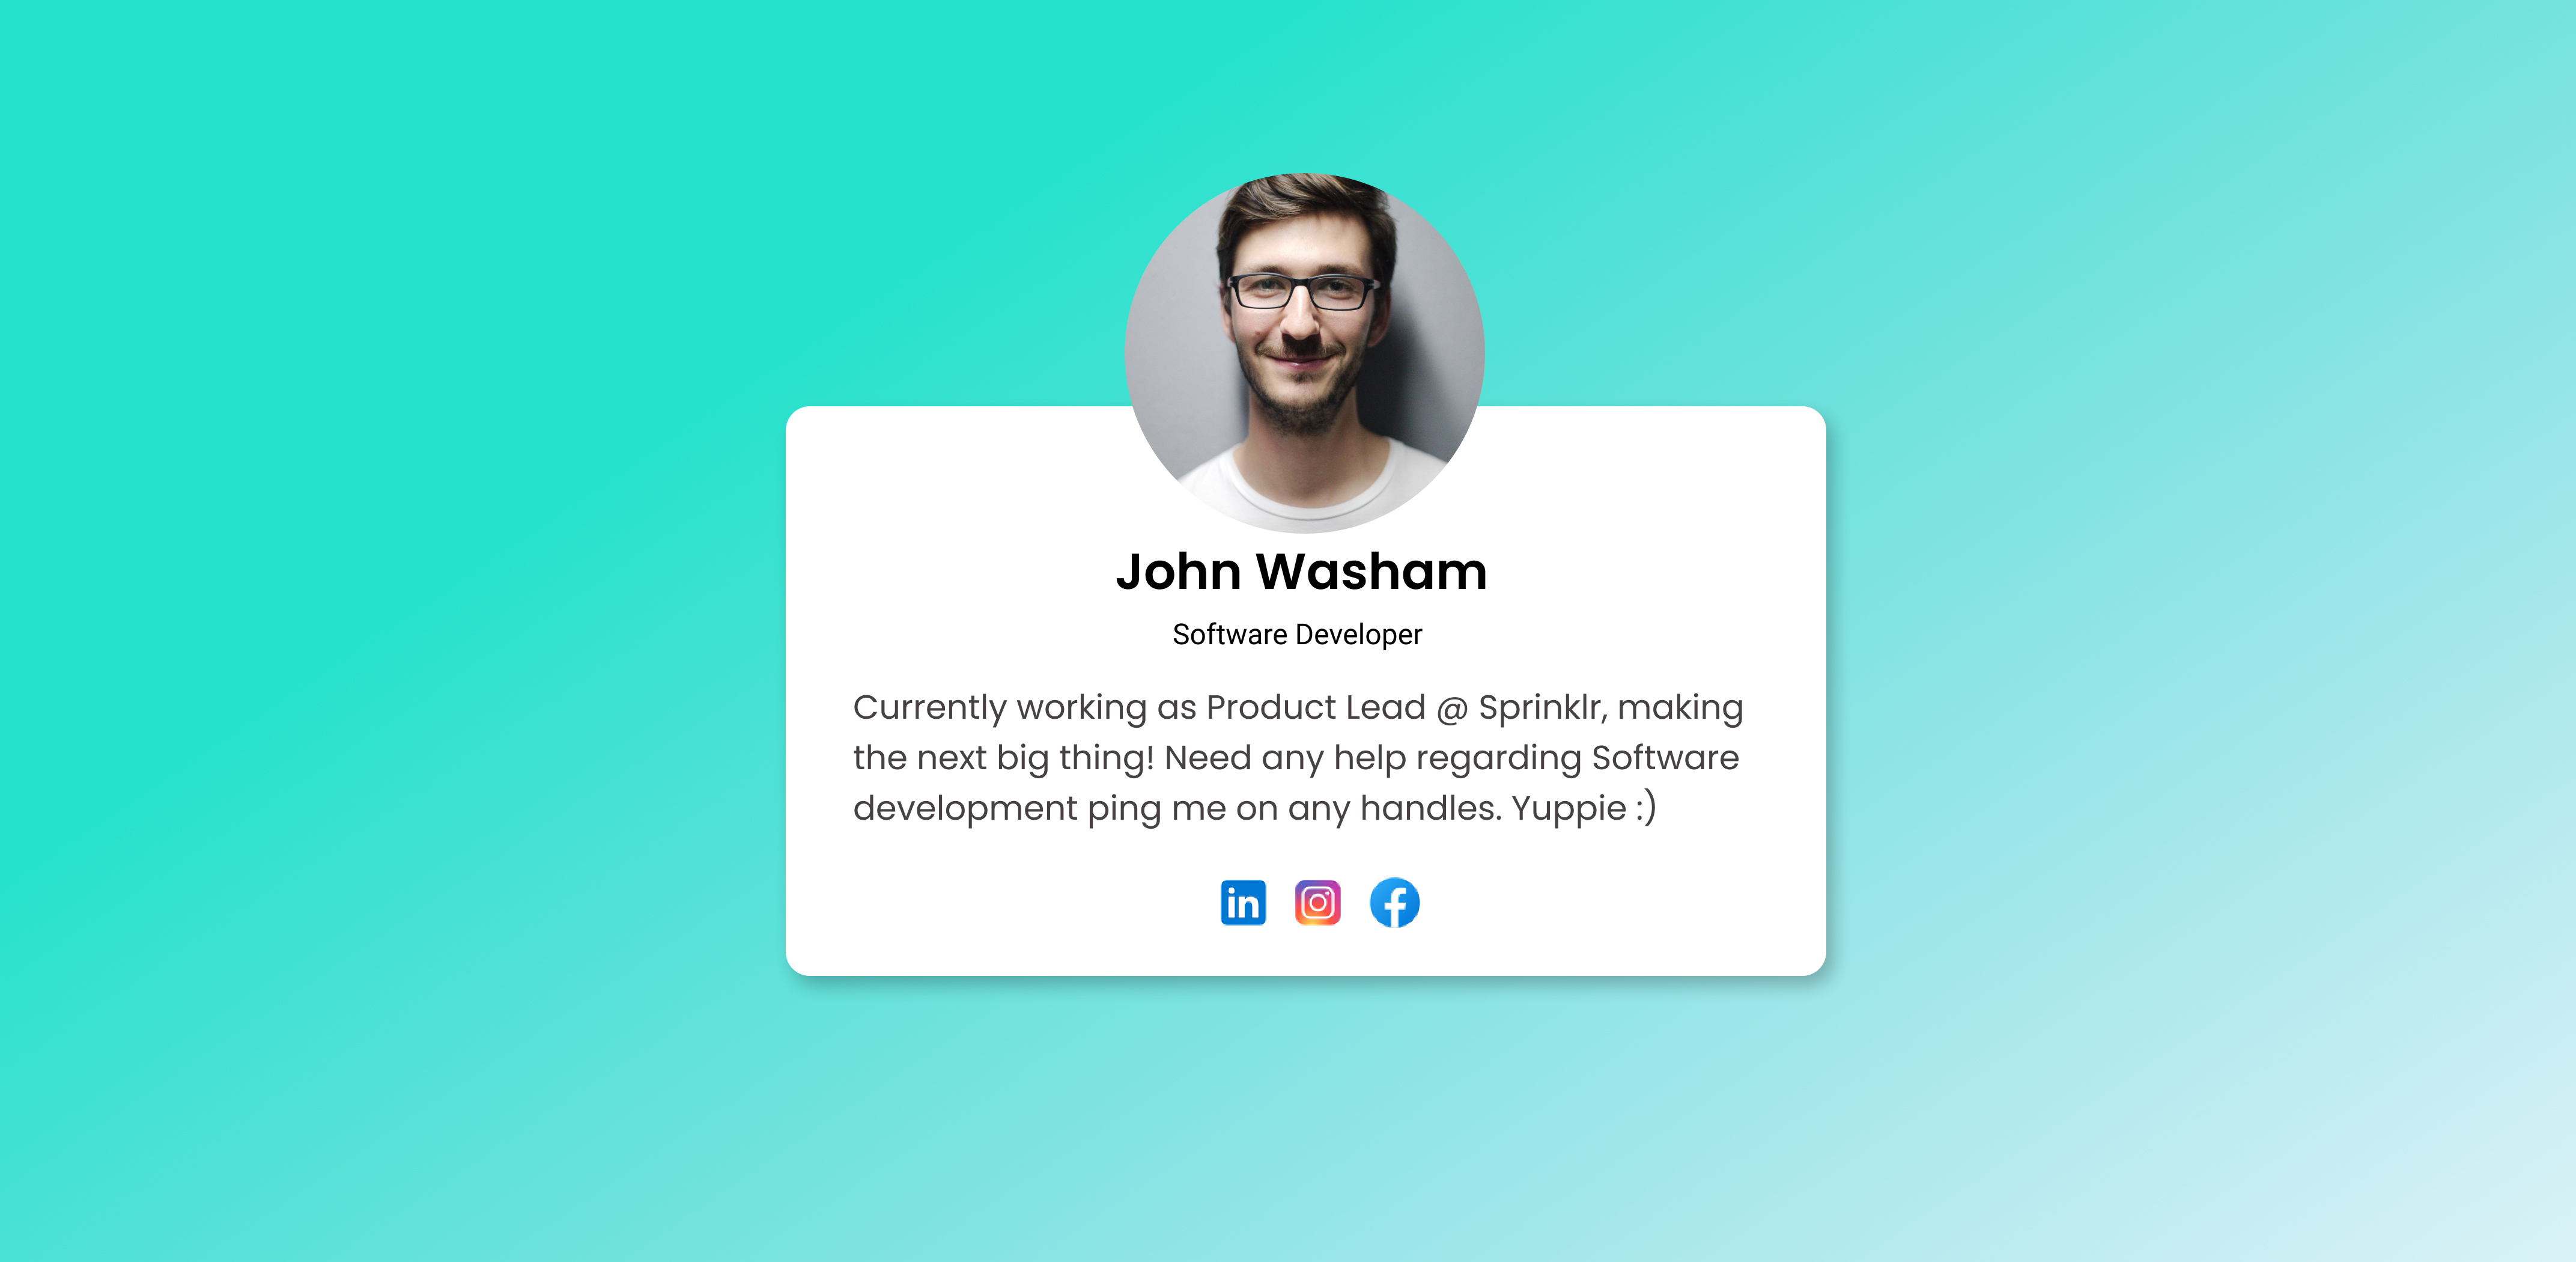 John Washam
Software Developer
Currently working as Product Lead @ Sprinklr, making
the next big thing! Need any help regarding Software
development ping me on any handles. Yuppie :)
in